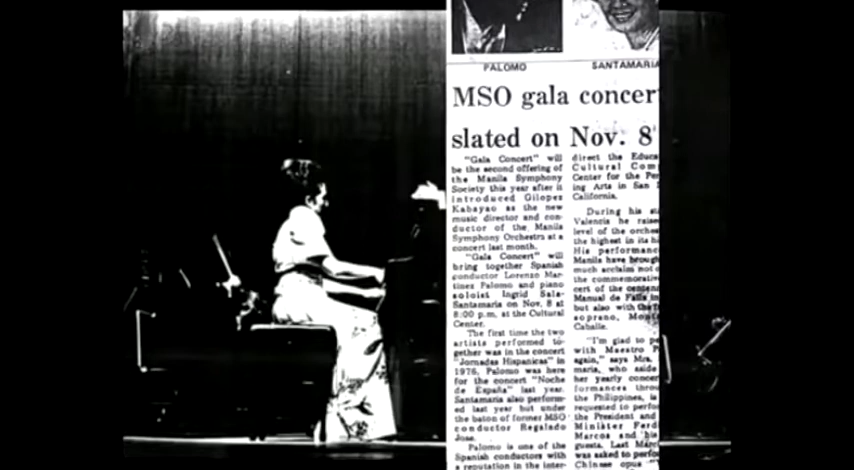 PALOMO
SANTAMARIA
MSO gala concer
slated on Nov. 8
"Gala Concert" will
be the second offering of
the Manila Symphony
Society this year after it
introduced Gilopez
Kabayao as the new
music director and con-
ductor of the Manila
Symphony Orchestra at a
concert last month.
"Gala Concert" will
bring together Spanish
conductor Lorenzo Mar-
tinez Palomo and piano
soloist Ingrid Sala-
Santamaria on Nov. 8 at
8:00 p.m. at the Cultural
Center.
The first time the two
artists performed to-
gether was in the concert
"Jornadas Hispanicas" in
1976. Palomo was here
for the concert "Noche
de España" last year.
Santamaria also perform-
ed last year but under
the baton of former MSO
conductor Regalado
Jose.
Palomo is one of the
Spanish conductors with
a reputation in the inter-
direct the Educa
Cultural Com
Center for the Per
ing Arts in San
California.
During his sta
Valencia he raise
level of the orches
the highest in its hi
His performanc
Manila have brough
much acclaim not o
the commemorativ
cert of the centen
Manual de Falla in
but also with the
soprano, Mont
Caballe.
"I'm glad to pe
with Maestro P
again," says Mrs.
maria, who aside
her yearly concer
formances throu
the Philippines, is
requested to perfo
the President and
Minister Ferdi
Marcos and his
guests. Last Marc
was asked to perfo
Chinese opus "Y